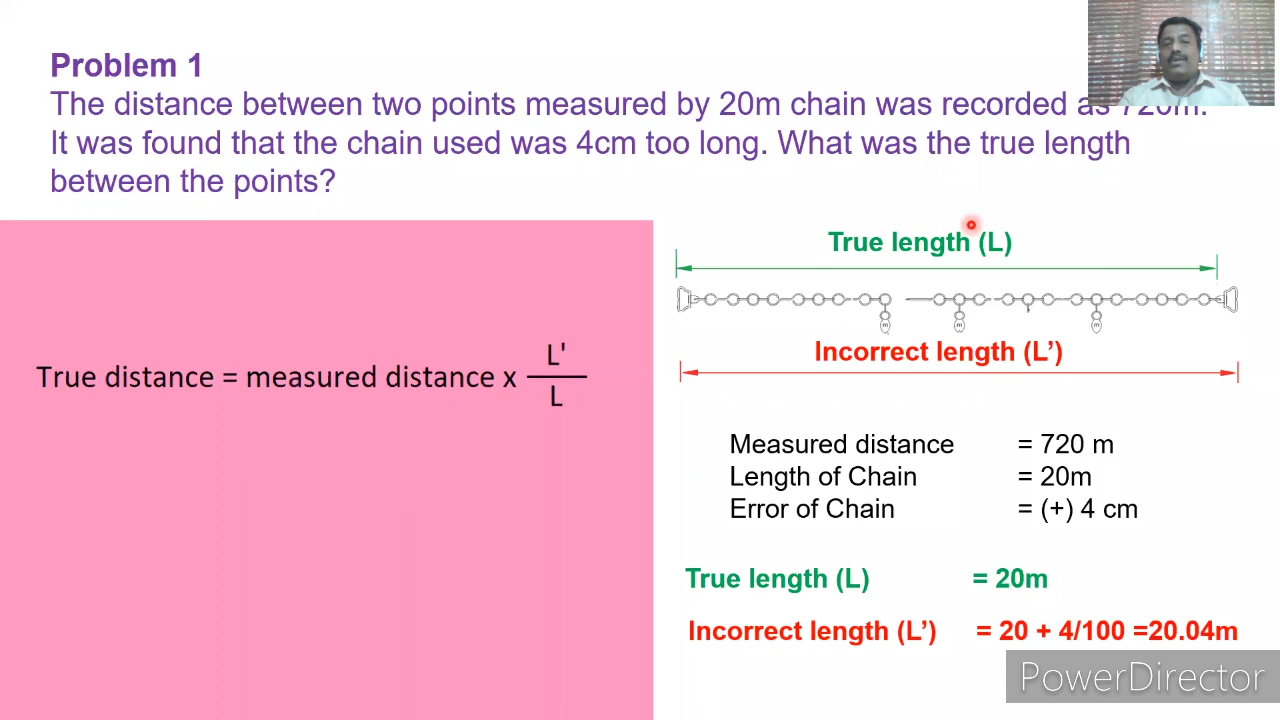 Problem 1
The distance between two points measured by 20m chain was recorded as 720m.
It was found that the chain used was 4cm too long. What was the true length
between the points?
True length (L)
m m m
Incorrect length (L’)
True distance = measured distance x L'
L
Measured distance = 720 m
Length of Chain = 20m
Error of Chain = (+) 4 cm
True length (L) = 20m
Incorrect length (L’) = 20 + 4/100 =20.04m
PowerDirector